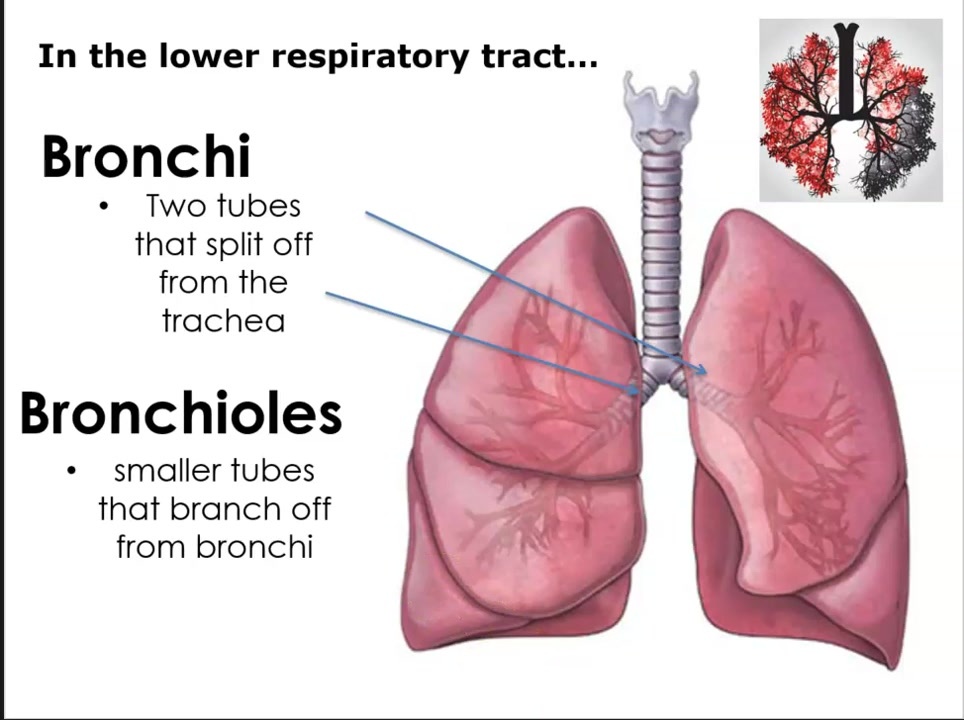 In the lower respiratory tract...
Bronchi
• Two tubes
that split off
from the
trachea
Bronchioles
• smaller tubes
that branch off
from bronchi